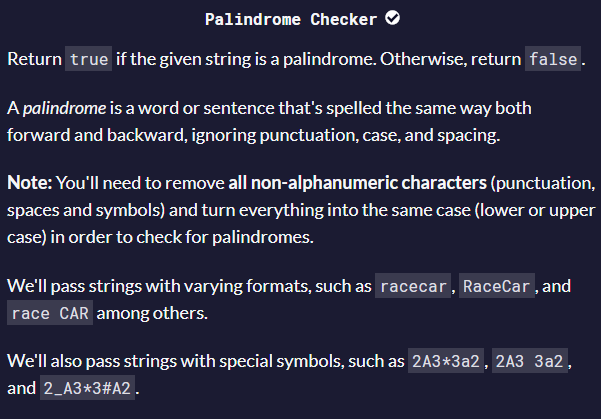 Palindrome Checker
Return true if the given string is a palindrome. Otherwise, return false.
A palindrome is a word or sentence that's spelled the same way both
forward and backward, ignoring punctuation, case, and spacing.
Note: You'll need to remove all non-alphanumeric characters (punctuation,
spaces and symbols) and turn everything into the same case (lower or upper
case) in order to check for palindromes.
We'll pass strings with varying formats, such as racecar, RaceCar, and
race CAR among others.
We'll also pass strings with special symbols, such as 2A3*3a2, 2A3 3a2,
and 2_A3*3#A2.